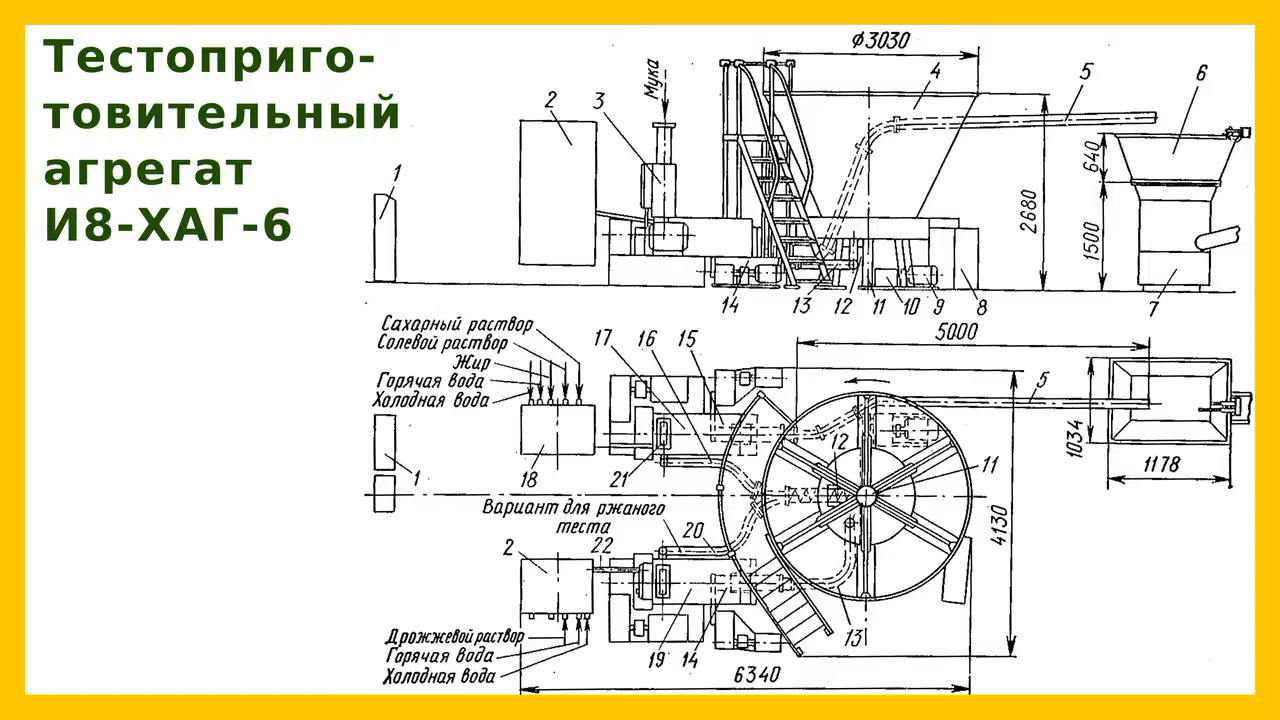 Тестоприго-
товительный
агрегат
И8-ХАГ-6
Ф3030
Мука
1
2
3
4
5
6
640
2680
1500
14
13
12
11
10
9
8
7
Сахарный раствор
Солевой раствор
Жир
Горячая вода
Холодная вода
17
16
15
5000
5
1034
1178
12
11
1
18
21
Вариант для ржаного
теста
4130
2
22
20
Дрожжевой раствор
Горячая вода
Холодная вода
19
14
13
6340